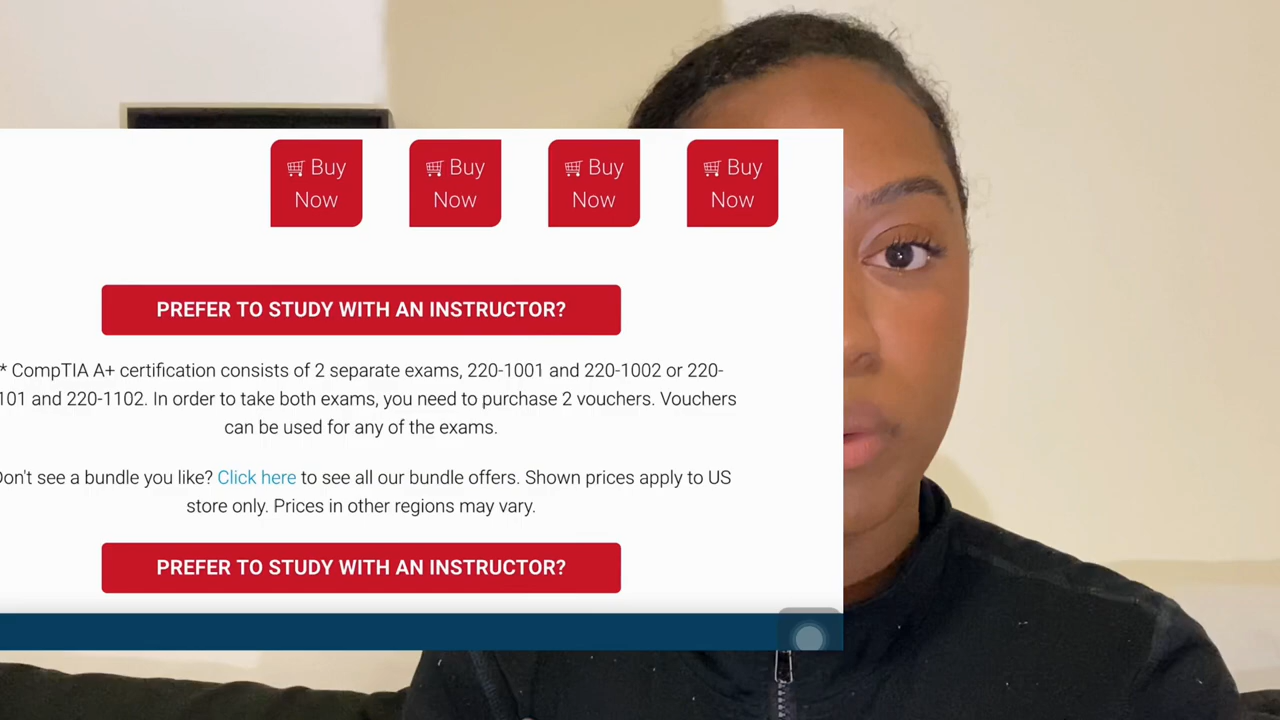 Buy Now
Buy Now
Buy Now
Buy Now
PREFER TO STUDY WITH AN INSTRUCTOR?
* CompTIA A+ certification consists of 2 separate exams, 220-1001 and 220-1002 or 220-
101 and 220-1102. In order to take both exams, you need to purchase 2 vouchers. Vouchers
can be used for any of the exams.
Don't see a bundle you like? Click here to see all our bundle offers. Shown prices apply to US
store only. Prices in other regions may vary.
PREFER TO STUDY WITH AN INSTRUCTOR?